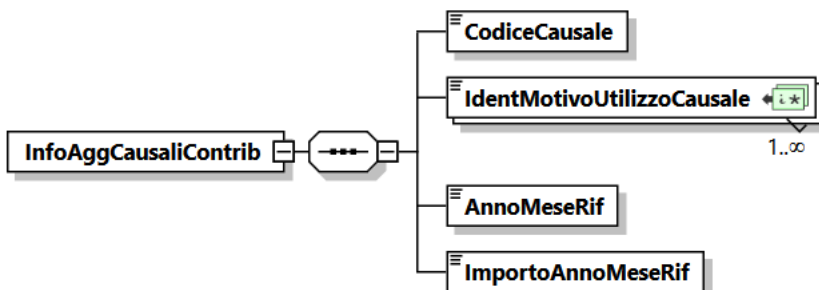 CodiceCausale
IdentMotivoUtilizzoCausale
i*
1..∞
InfoAggCausaliContrib
AnnoMeseRif
ImportoAnnoMeseRif